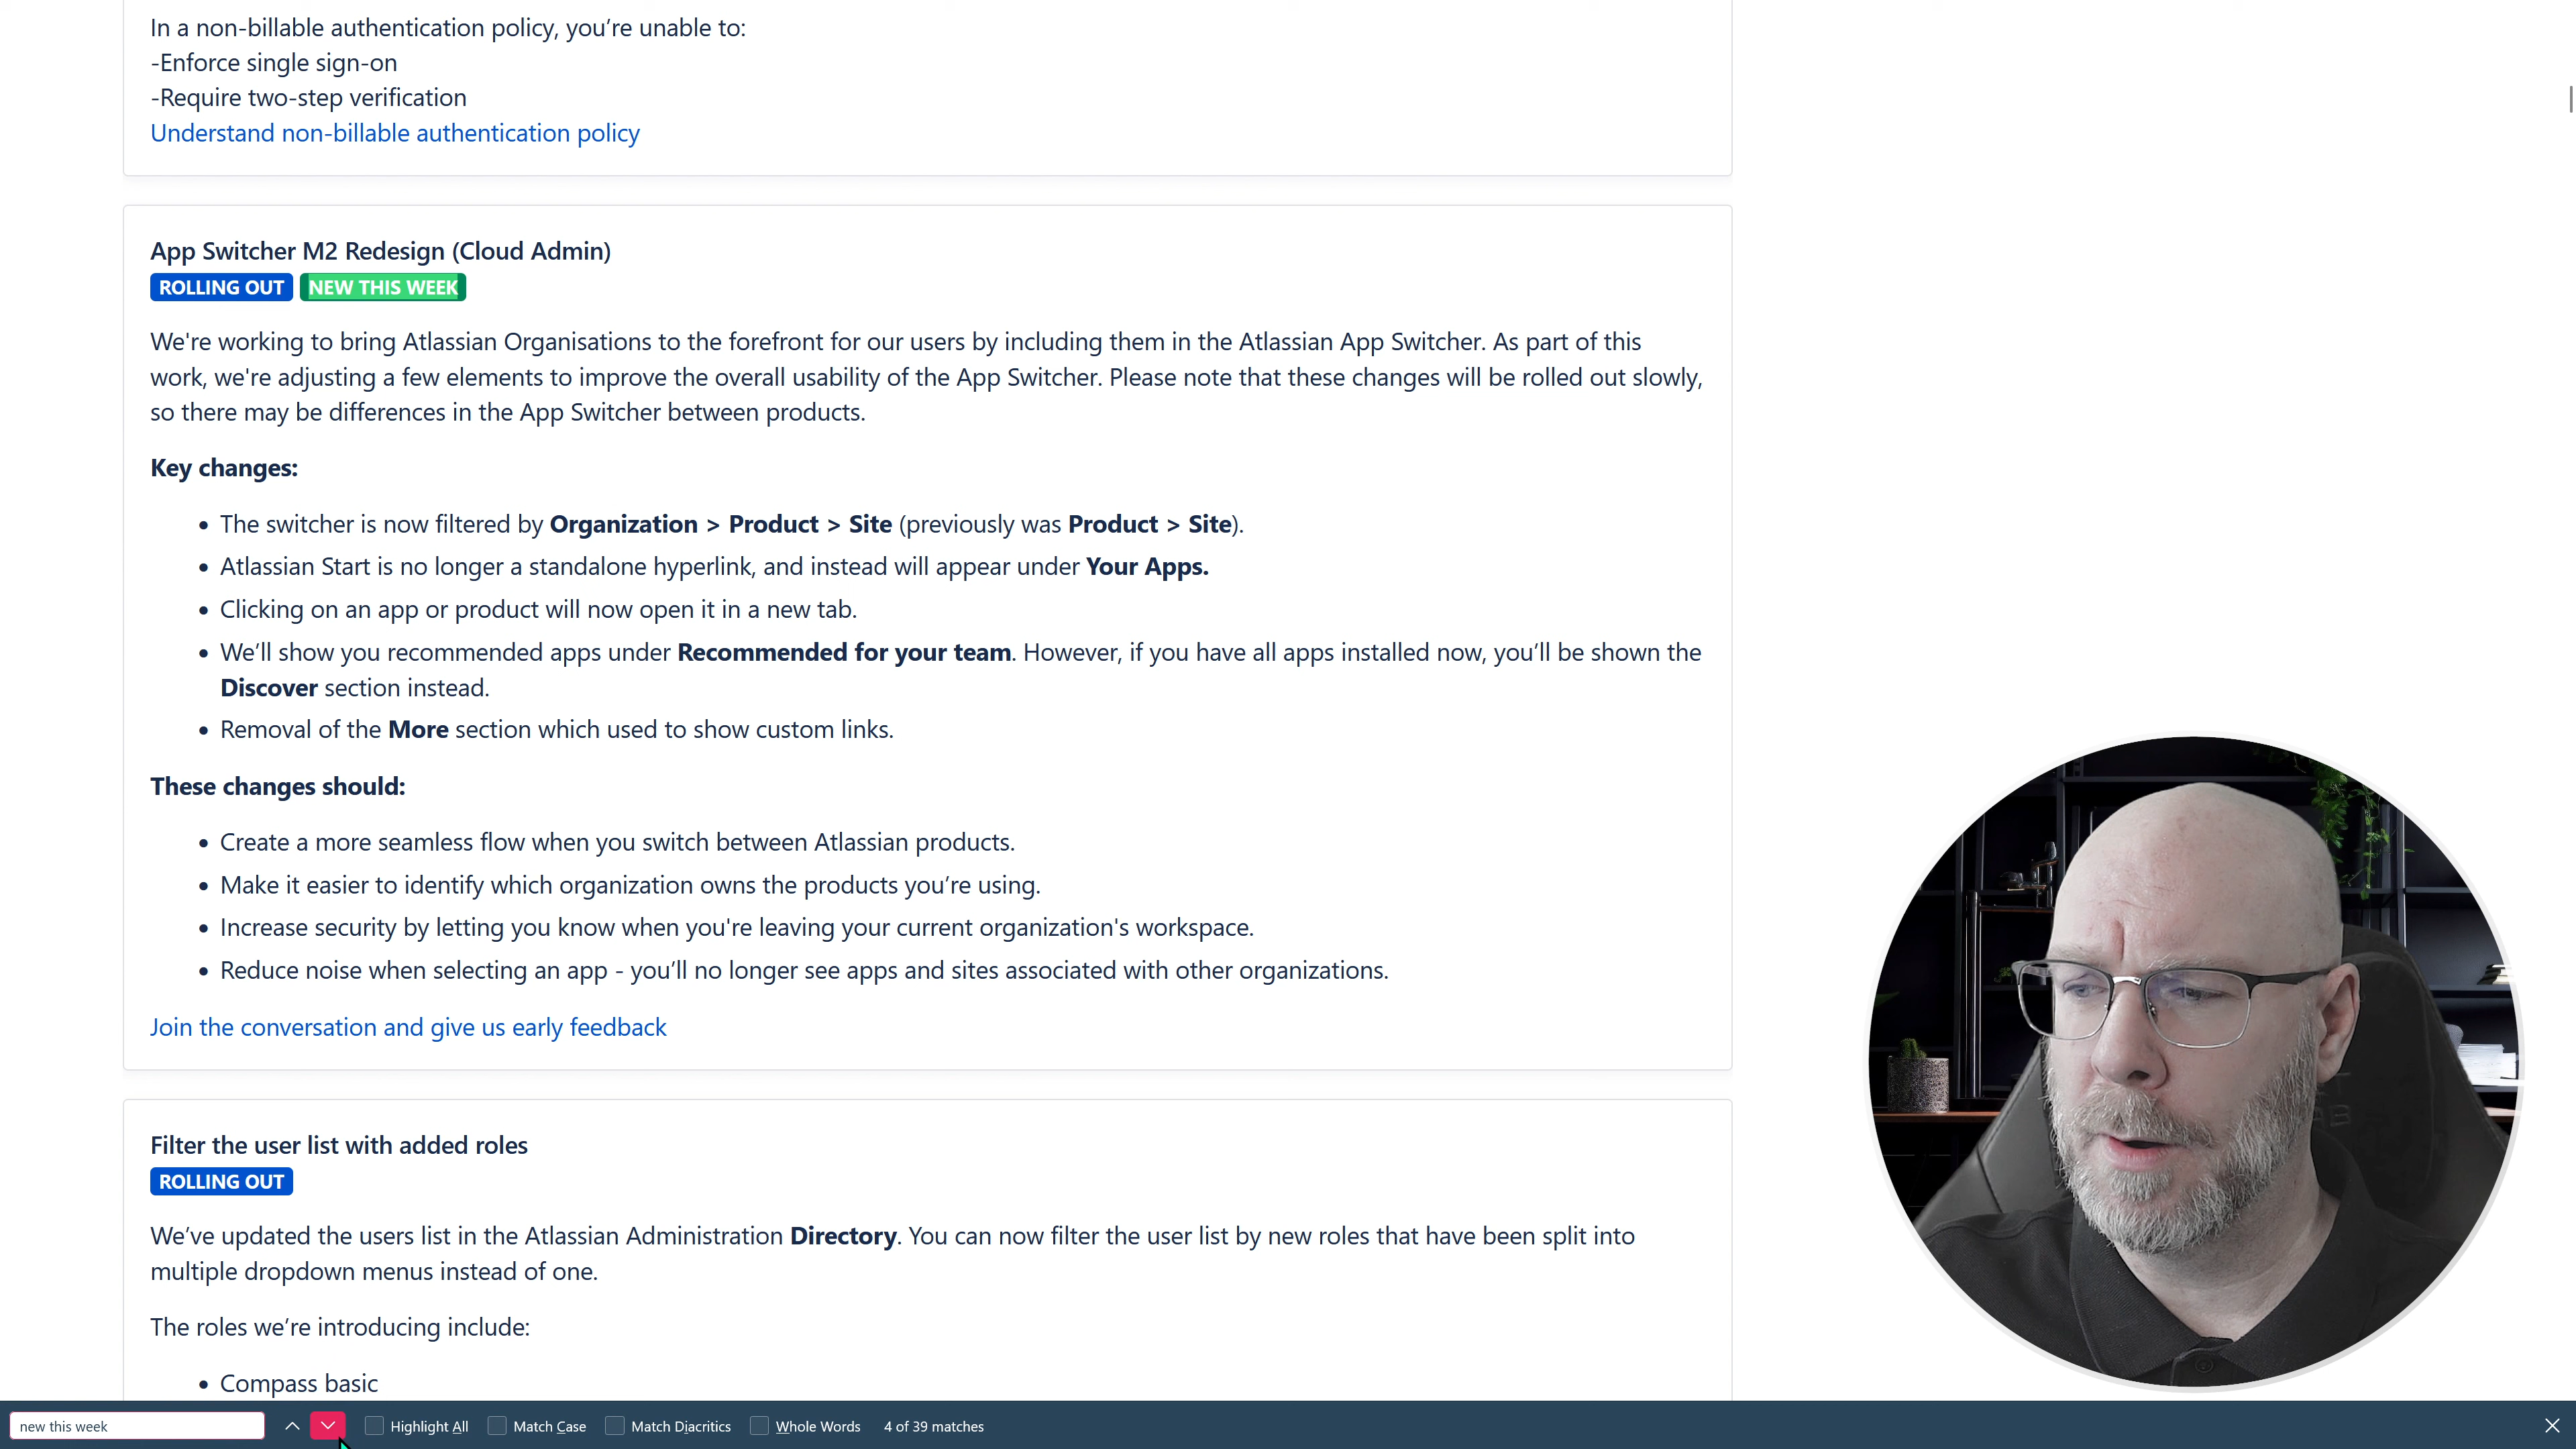 In a non-billable authentication policy, you’re unable to:
-Enforce single sign-on
-Require two-step verification
Understand non-billable authentication policy
App Switcher M2 Redesign (Cloud Admin)
ROLLING OUT NEW THIS WEEK
We're working to bring Atlassian Organisations to the forefront for our users by including them in the Atlassian App Switcher. As part of this
work, we're adjusting a few elements to improve the overall usability of the App Switcher. Please note that these changes will be rolled out slowly,
so there may be differences in the App Switcher between products.
Key changes:
• The switcher is now filtered by Organization > Product > Site (previously was Product > Site).
• Atlassian Start is no longer a standalone hyperlink, and instead will appear under Your Apps.
• Clicking on an app or product will now open it in a new tab.
• We’ll show you recommended apps under Recommended for your team. However, if you have all apps installed now, you’ll be shown the
Discover section instead.
• Removal of the More section which used to show custom links.
These changes should:
• Create a more seamless flow when you switch between Atlassian products.
• Make it easier to identify which organization owns the products you’re using.
• Increase security by letting you know when you're leaving your current organization's workspace.
• Reduce noise when selecting an app - you’ll no longer see apps and sites associated with other organizations.
Join the conversation and give us early feedback
Filter the user list with added roles
ROLLING OUT
We’ve updated the users list in the Atlassian Administration Directory. You can now filter the user list by new roles that have been split into
multiple dropdown menus instead of one.
The roles we’re introducing include:
• Compass basic
new this week Highlight All Match Case Match Diacritics Whole Words 4 of 39 matches